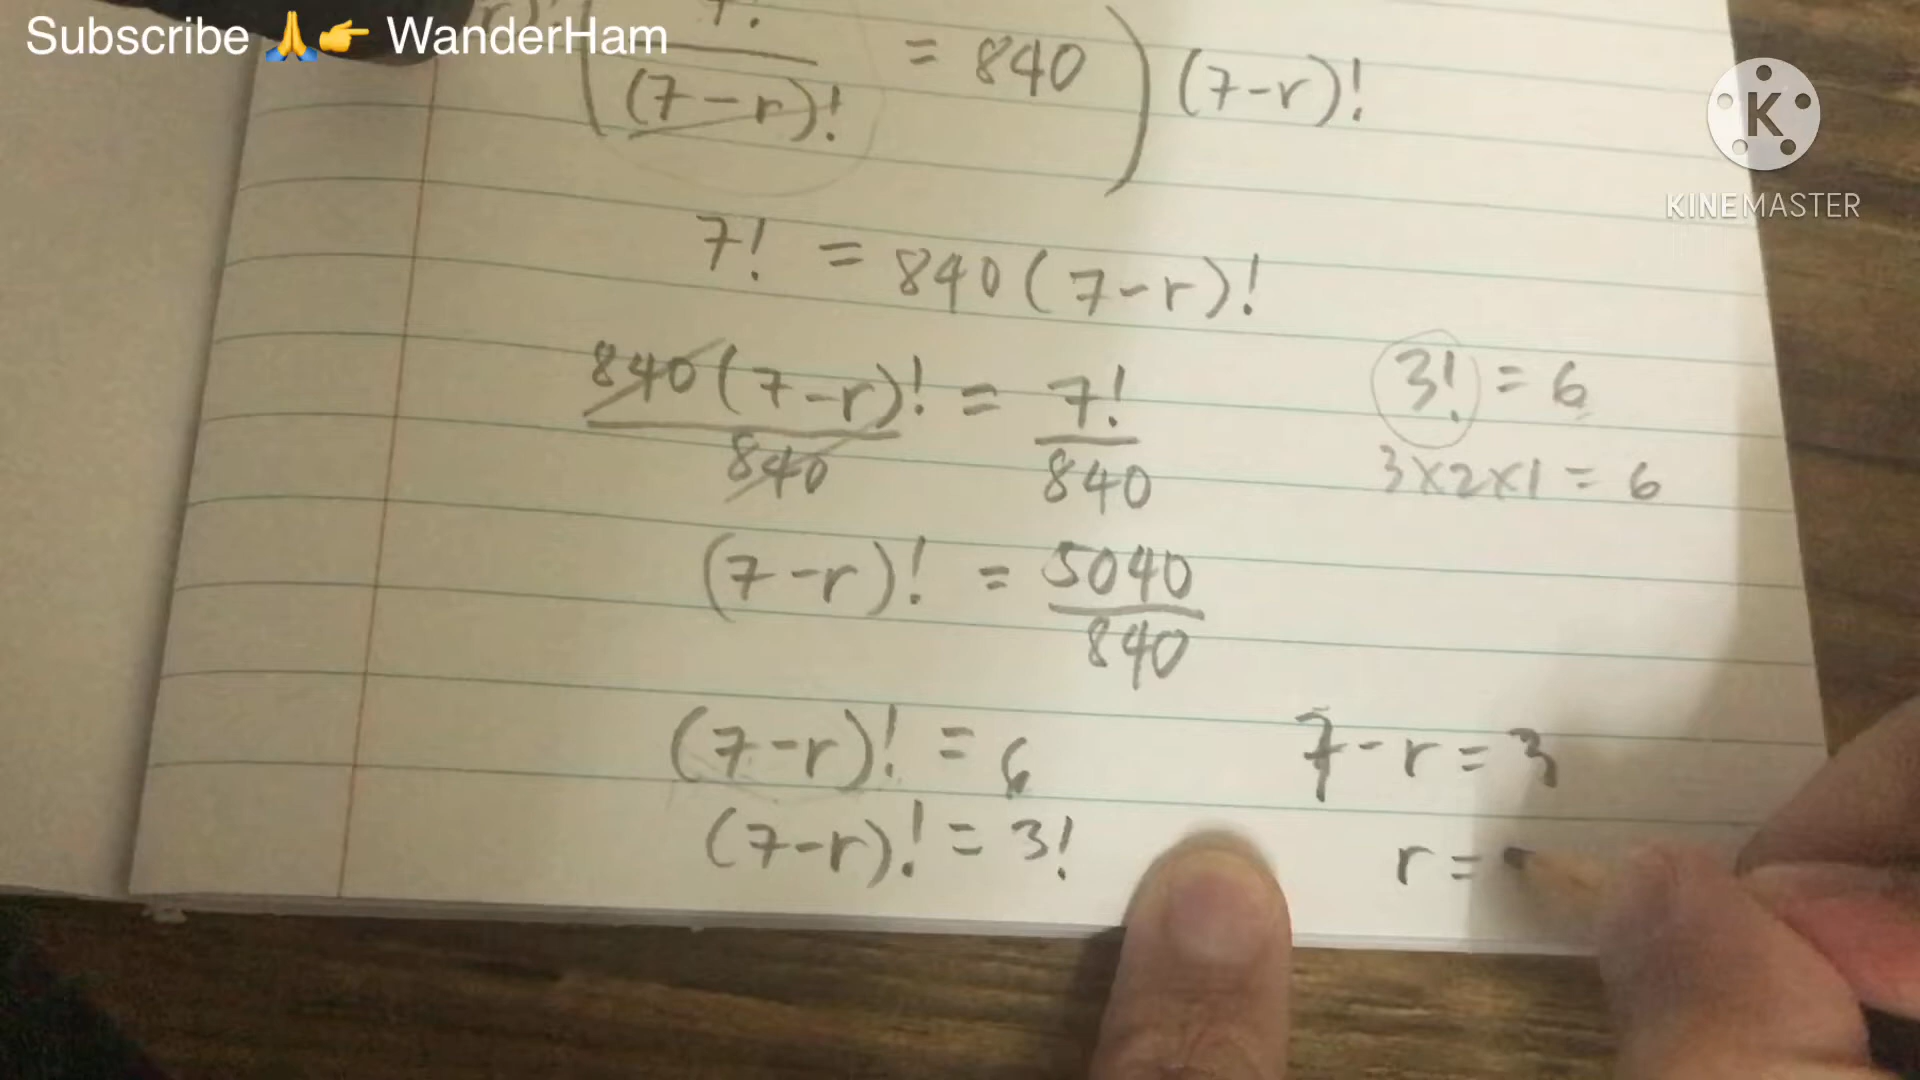 Subscribe 🙏👉 WanderHam
K
KINEMASTER
7!
(7-r)! = 840) (7-r)!
7! = 840(7-r)!
840(7-r)! = 7!
840 840
3! = 6
3x2x1 = 6
(7-r)! = 5040
840
(7-r)! = 6
(7-r)! = 3!
7-r = 3
r =